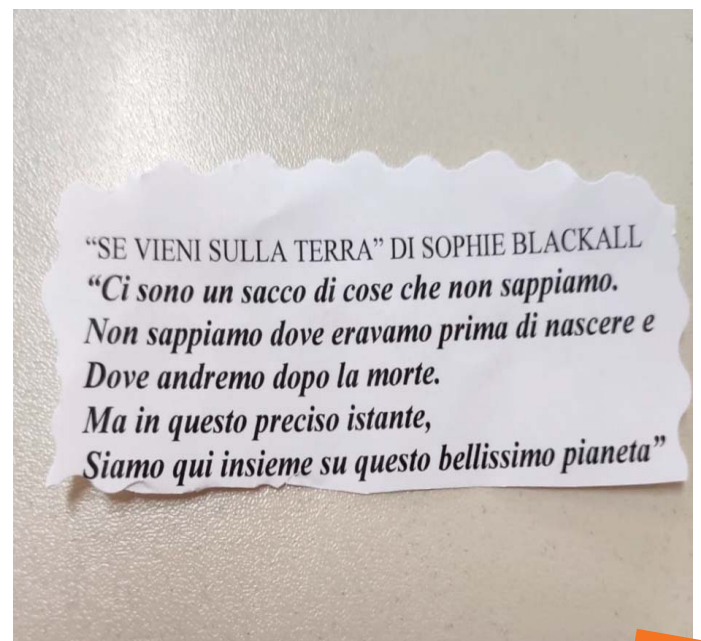 “SE VIENI SULLA TERRA” DI SOPHIE BLACKALL
“Ci sono un sacco di cose che non sappiamo.
Non sappiamo dove eravamo prima di nascere e
Dove andremo dopo la morte.
Ma in questo preciso istante,
Siamo qui insieme su questo bellissimo pianeta”